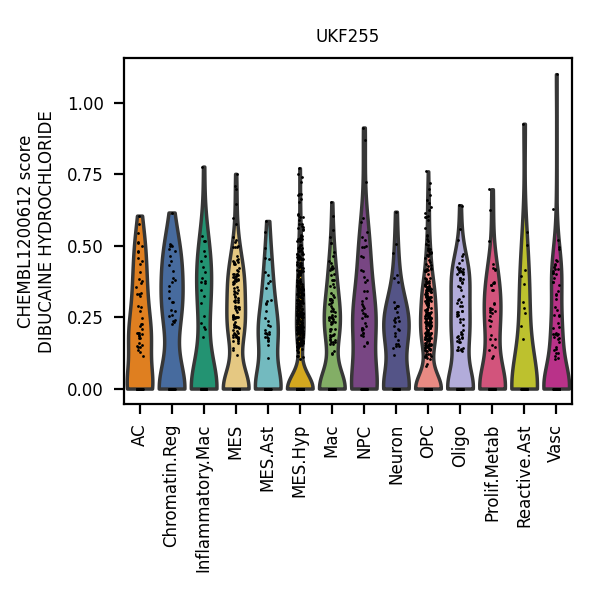 UKF255
CHEMBL1200612 score
DIBUCAINE HYDROCHLORIDE
1.00
0.75
0.50
0.25
0.00
AC
Chromatin.Reg
Inflammatory.Mac
MES
MES.Ast
MES.Hyp
Mac
NPC
Neuron
OPC
Oligo
Prolif.Metab
Reactive.Ast
Vasc